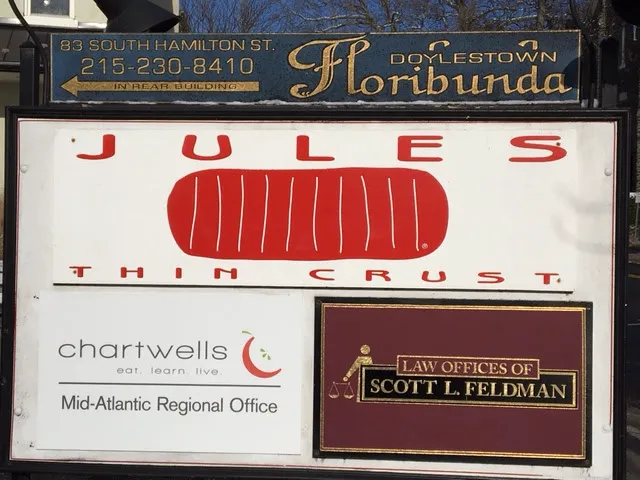 83 SOUTH HAMILTON ST.
215-230-8410
IN REAR BUILDING
DOYLESTOWN
Floribunda
JULES
®
THIN CRUST
chartwells
eat. learn. live.
Mid-Atlantic Regional Office
LAW OFFICES OF
SCOTT L. FELDMAN